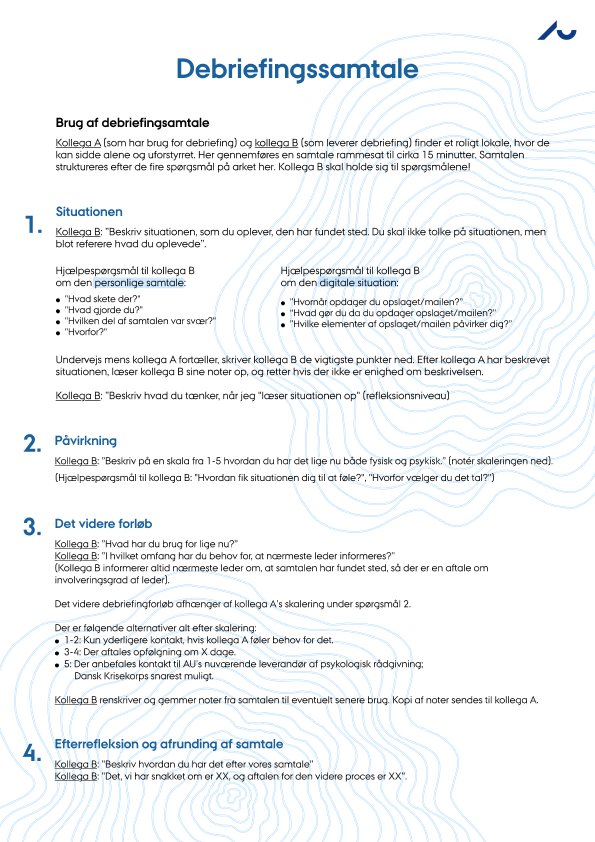 Debriefingssamtale
Brug af debriefingsamtale
Kollega A (som har brug for debriefing) og kollega B (som leverer debriefing) finder et roligt lokale, hvor de
kan sidde alene og uforstyrret. Her gennemføres en samtale rammesat til cirka 15 minutter. Samtalen
struktureres efter de fire spørgsmål på arket her. Kollega B skal holde sig til spørgsmålene!
1. Situationen
Kollega B: "Beskriv situationen, som du oplever, den har fundet sted. Du skal ikke tolke på situationen, men
blot referere hvad du oplevede".
Hjælpespørgsmål til kollega B
om den personlige samtale:
• "Hvad skete der?"
• "Hvad gjorde du?"
• "Hvilken del af samtalen var svær?"
• "Hvorfor?"
Hjælpespørgsmål til kollega B
om den digitale situation:
• "Hvornår opdager du opslaget/mailen?"
• "Hvad gør du da du opdager opslaget/mailen?"
• "Hvilke elementer af opslaget/mailen påvirker dig?"
Undervejs mens kollega A fortæller, skriver kollega B de vigtigste punkter ned. Efter kollega A har beskrevet
situationen, læser kollega B sine noter op, og retter hvis der ikke er enighed om beskrivelsen.
Kollega B: "Beskriv hvad du tænker, når jeg "læser situationen op" (refleksionsniveau)
2. Påvirkning
Kollega B: "Beskriv på en skala fra 1-5 hvordan du har det lige nu både fysisk og psykisk." (notér skaleringen ned).
(Hjælpespørgsmål til kollega B: "Hvordan fik situationen dig til at føle?", "Hvorfor vælger du det tal?")
3. Det videre forløb
Kollega B: "Hvad har du brug for lige nu?"
Kollega B: "I hvilket omfang har du behov for, at nærmeste leder informeres?"
(Kollega B informerer altid nærmeste leder om, at samtalen har fundet sted, så der er en aftale om
involveringsgrad af leder).
Det videre debriefingforløb afhænger af kollega A's skalering under spørgsmål 2.
Der er følgende alternativer alt efter skalering:
• 1-2: Kun yderligere kontakt, hvis kollega A føler behov for det.
• 3-4: Der aftales opfølgning om X dage.
• 5: Der anbefales kontakt til AU's nuværende leverandør af psykologisk rådgivning;
Dansk Krisekorps snarest muligt.
Kollega B renskriver og gemmer noter fra samtalen til eventuelt senere brug. Kopi af noter sendes til kollega A.
4. Efterrefleksion og afrunding af samtale
Kollega B: "Beskriv hvordan du har det efter vores samtale"
Kollega B: "Det, vi har snakket om er XX, og aftalen for den videre proces er XX".